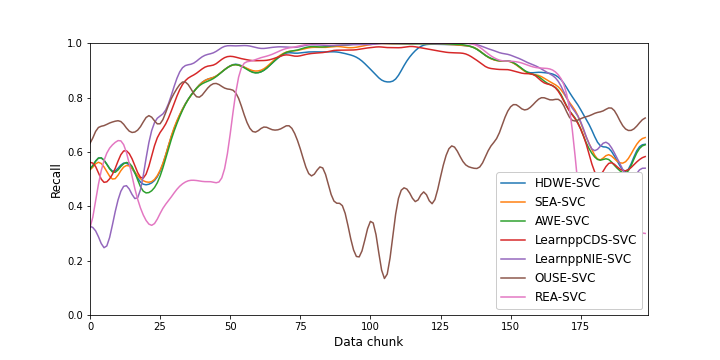 1.0
0.8
0.6
0.4
0.2
0.0
Recall
0 25 50 75 100 125 150 175
Data chunk
HDWE-SVC
SEA-SVC
AWE-SVC
LearnppCDS-SVC
LearnppNIE-SVC
OUSE-SVC
REA-SVC